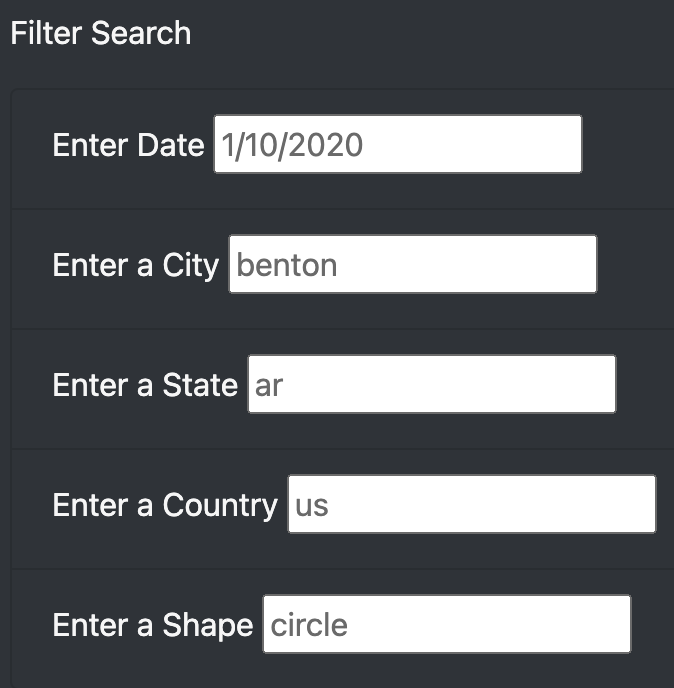 Filter Search
Enter Date 1/10/2020
Enter a City benton
Enter a State ar
Enter a Country us
Enter a Shape circle